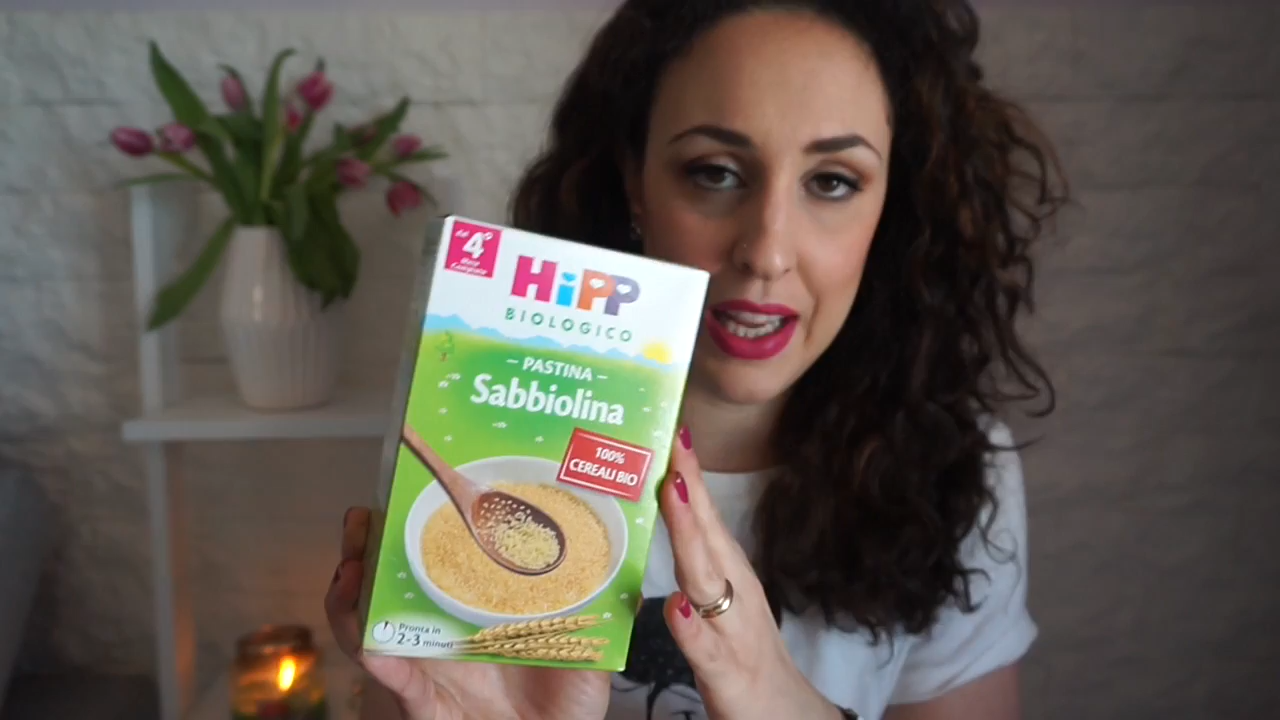 dal 4°
Mese
Compiuto
HiPP
BIOLOGICO
– PASTINA –
Sabbiolina
100%
CEREALI BIO
Pronta in
2-3 minuti